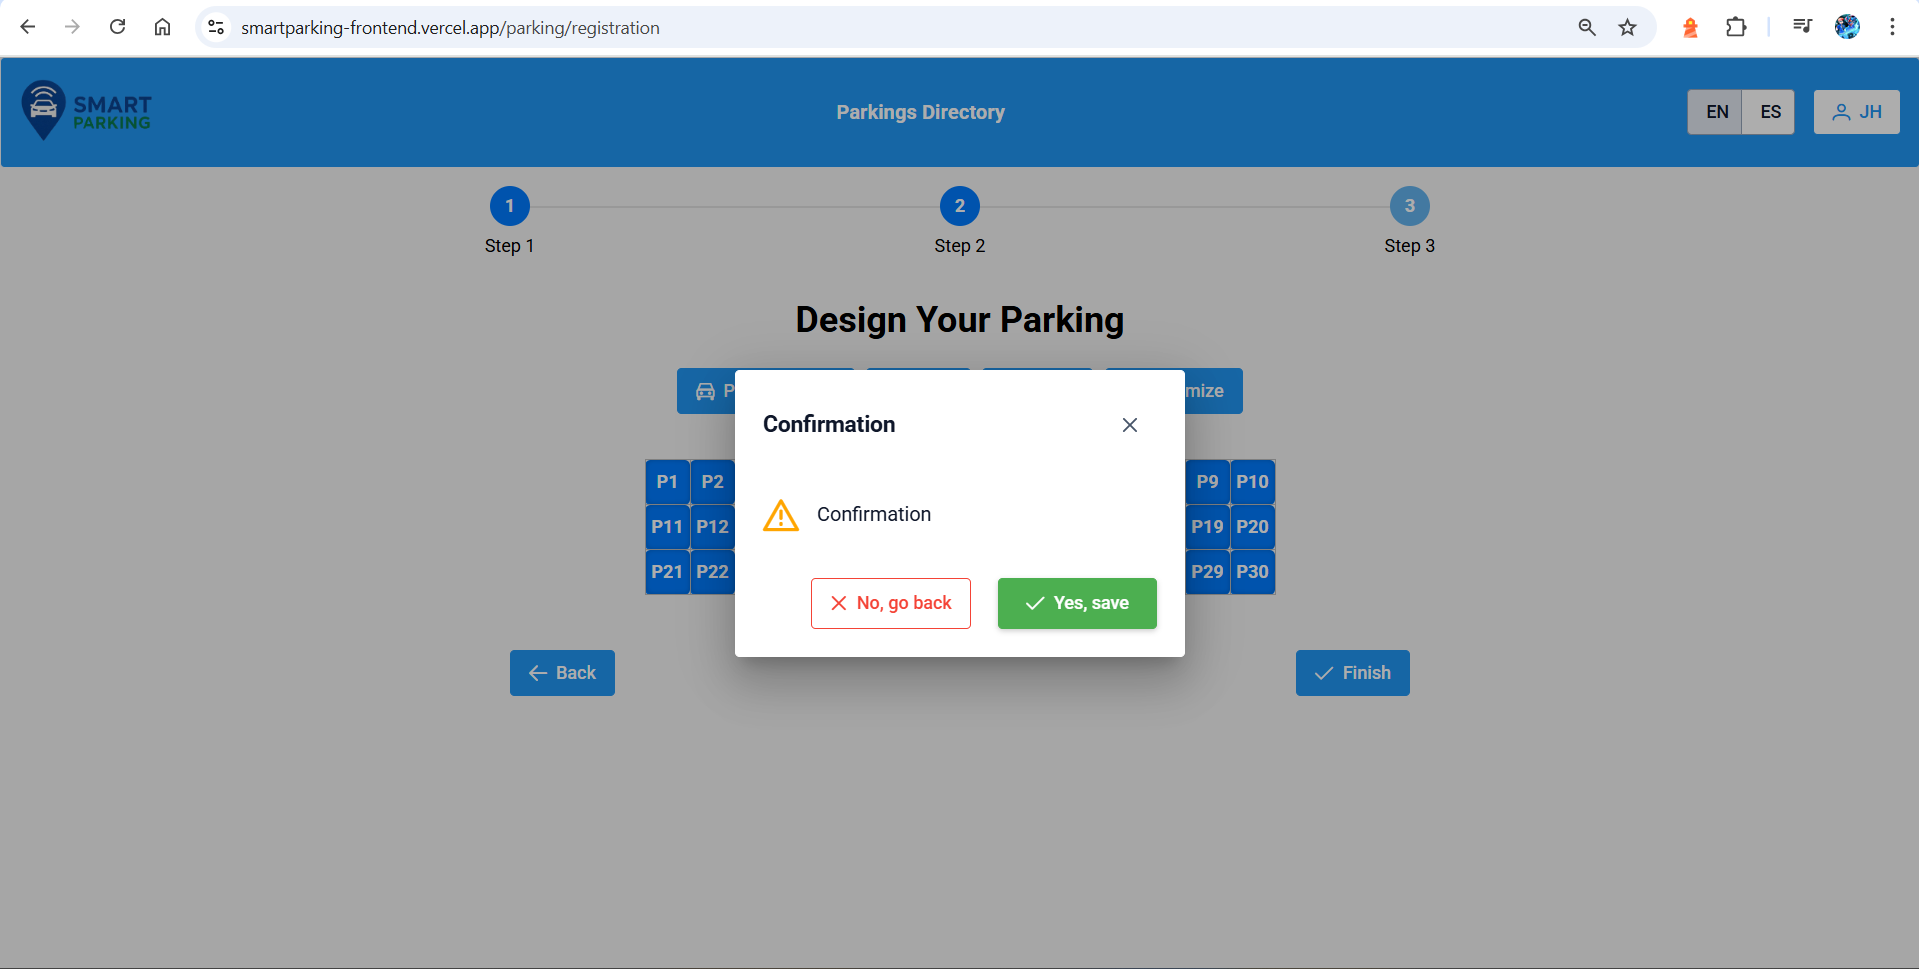 smartparking-frontend.vercel.app/parking/registration
SMART
PARKING
Parkings Directory
EN ES
JH
1 2 3
Step 1 Step 2 Step 3
Design Your Parking
P mize
Confirmation
P1 P2 P9 P10
Confirmation
P11 P12 P19 P20
P21 P22 P29 P30
No, go back Yes, save
Back Finish